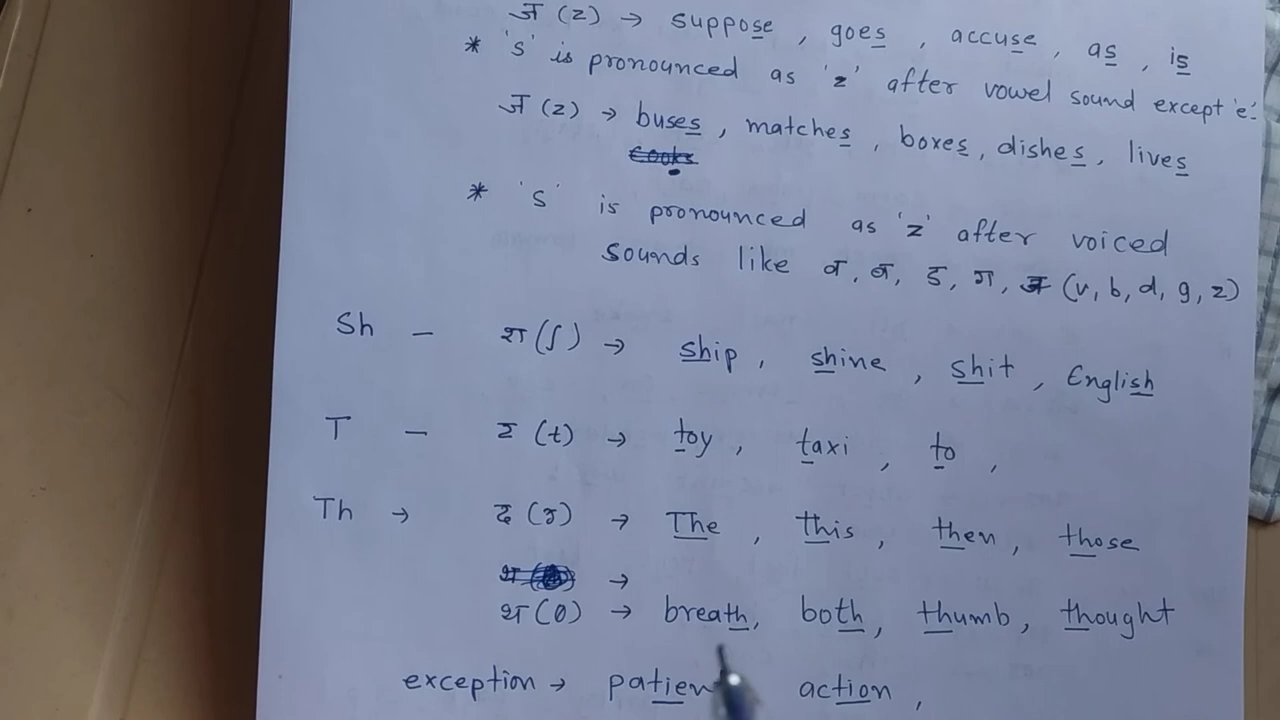 ज़ (z) → suppose, goes, accuse, as, is
* 's' is pronounced as 'z' after vowel sound except 'e'.
ज़ (z) → buses, matches, boxes, dishes, lives
* 's' is pronounced as 'z' after voiced
sounds like व, ब, ड, ग, ज़ (v, b, d, g, z)
Sh - श (ʃ) → ship, shine, shit, English
T - ट (t) → toy, taxi, to,
Th → द (ʒ) → The, this, then, those
→
थ (θ) → breath, both, thumb, thought
exception → patien action,